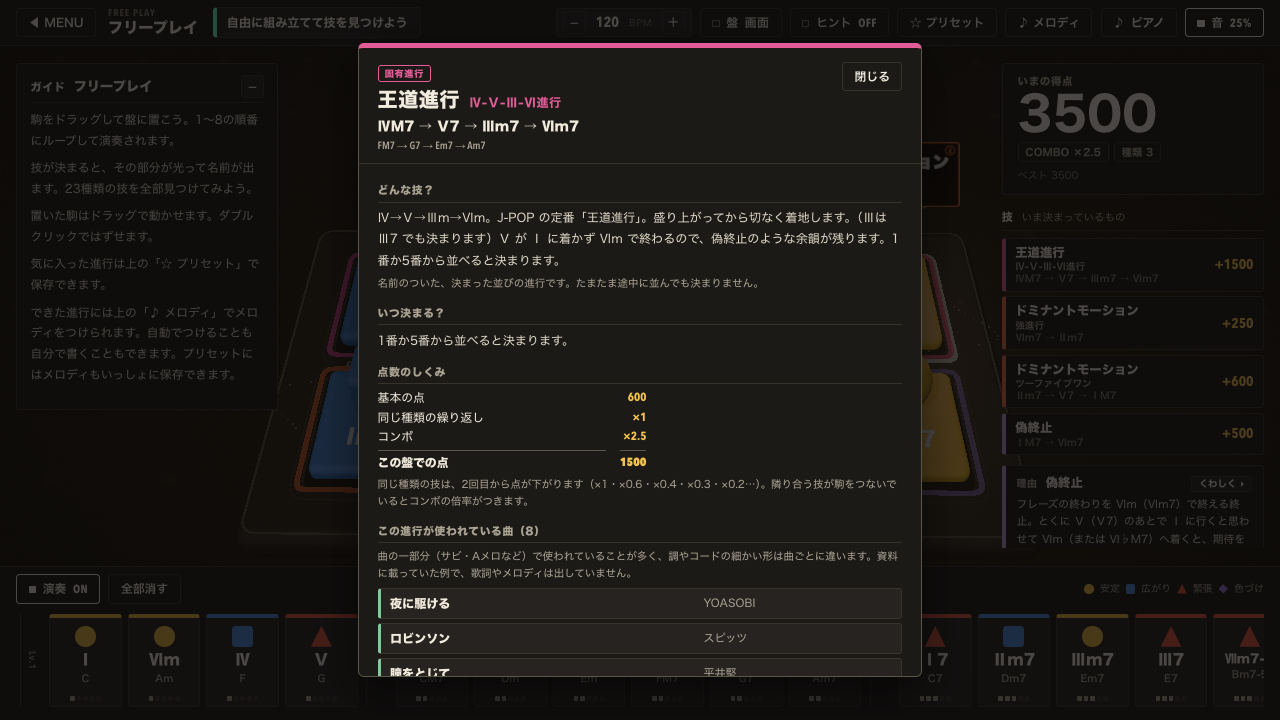 ◀ MENU
FREE PLAY
フリープレイ
自由に組み立てて技を見つけよう
− 120 BPM +
盤 画面
ヒント OFF
☆ プリセット
♪ メロディ
♪ ピアノ
音 25%
ガイド フリープレイ
−
駒をドラッグして盤に置こう。1〜8の順番
にループして演奏されます。
技が決まると、その部分が光って名前が出
ます。23種類の技を全部見つけてみよう。
置いた駒はドラッグで動かせます。ダブル
クリックではずせます。
気に入った進行は上の「☆ プリセット」で
保存できます。
できた進行には上の「♪ メロディ」でメロ
ディをつけられます。自動でつけることも
自分で書くこともできます。プリセットに
はメロディもいっしょに保存できます。
固有進行
閉じる
王道進行 Ⅳ-Ⅴ-Ⅲ-Ⅵ進行
ⅣM7 → Ⅴ7 → Ⅲm7 → Ⅵm7
FM7 → G7 → Em7 → Am7
どんな技？
Ⅳ→Ⅴ→Ⅲm→Ⅵm。J-POP の定番「王道進行」。盛り上がってから切なく着地します。（Ⅲは
Ⅲ7 でも決まります）Ⅴ が Ⅰ に着かず Ⅵm で終わるので、偽終止のような余韻が残ります。1
番か5番から並べると決まります。
名前のついた、決まった並びの進行です。たまたま途中に並んでも決まりません。
いつ決まる？
1番か5番から並べると決まります。
点数のしくみ
基本の点 600
同じ種類の繰り返し ×1
コンボ ×2.5
この盤での点 1500
同じ種類の技は、2回目から点が下がります（×1・×0.6・×0.4・×0.3・×0.2…）。隣り合う技が駒をつないで
いるとコンボの倍率がつきます。
この進行が使われている曲（8）
曲の一部分（サビ・Aメロなど）で使われていることが多く、調やコードの細かい形は曲ごとに違います。資料
に載っていた例で、歌詞やメロディは出していません。
夜に駆ける YOASOBI
ロビンソン スピッツ
瞳をとじて 平井堅
いまの得点
3500
COMBO ×2.5 種類 3
ベスト 3500
技 いま決まっているもの
王道進行
Ⅳ-Ⅴ-Ⅲ-Ⅵ進行
ⅣM7 → Ⅴ7 → Ⅲm7 → Ⅵm7
+1500
ドミナントモーション
強進行
Ⅵm7 → Ⅱm7
+250
ドミナントモーション
ツーファイブワン
Ⅱm7 → Ⅴ7 → ⅠM7
+600
偽終止
ⅠM7 → Ⅵm7
+500
理由 偽終止
くわしく ›
フレーズの終わりを Ⅵm（Ⅵm7）で終える終
止。とくに Ⅴ（Ⅴ7）のあとで Ⅰ に行くと思わ
せて Ⅵm（または Ⅵ♭M7）へ着くと、期待を
演奏 ON
全部消す
安定 広がり 緊張 色づけ
Lv.1
Ⅰ
C
Ⅵm
Am
Ⅳ
F
Ⅴ
G
CM7
Dm
Em
FM7
G7
Am7
Ⅰ7
C7
Ⅱm7
Dm7
Ⅲm7
Em7
Ⅲ7
E7
Ⅶm7-
Bm7-5